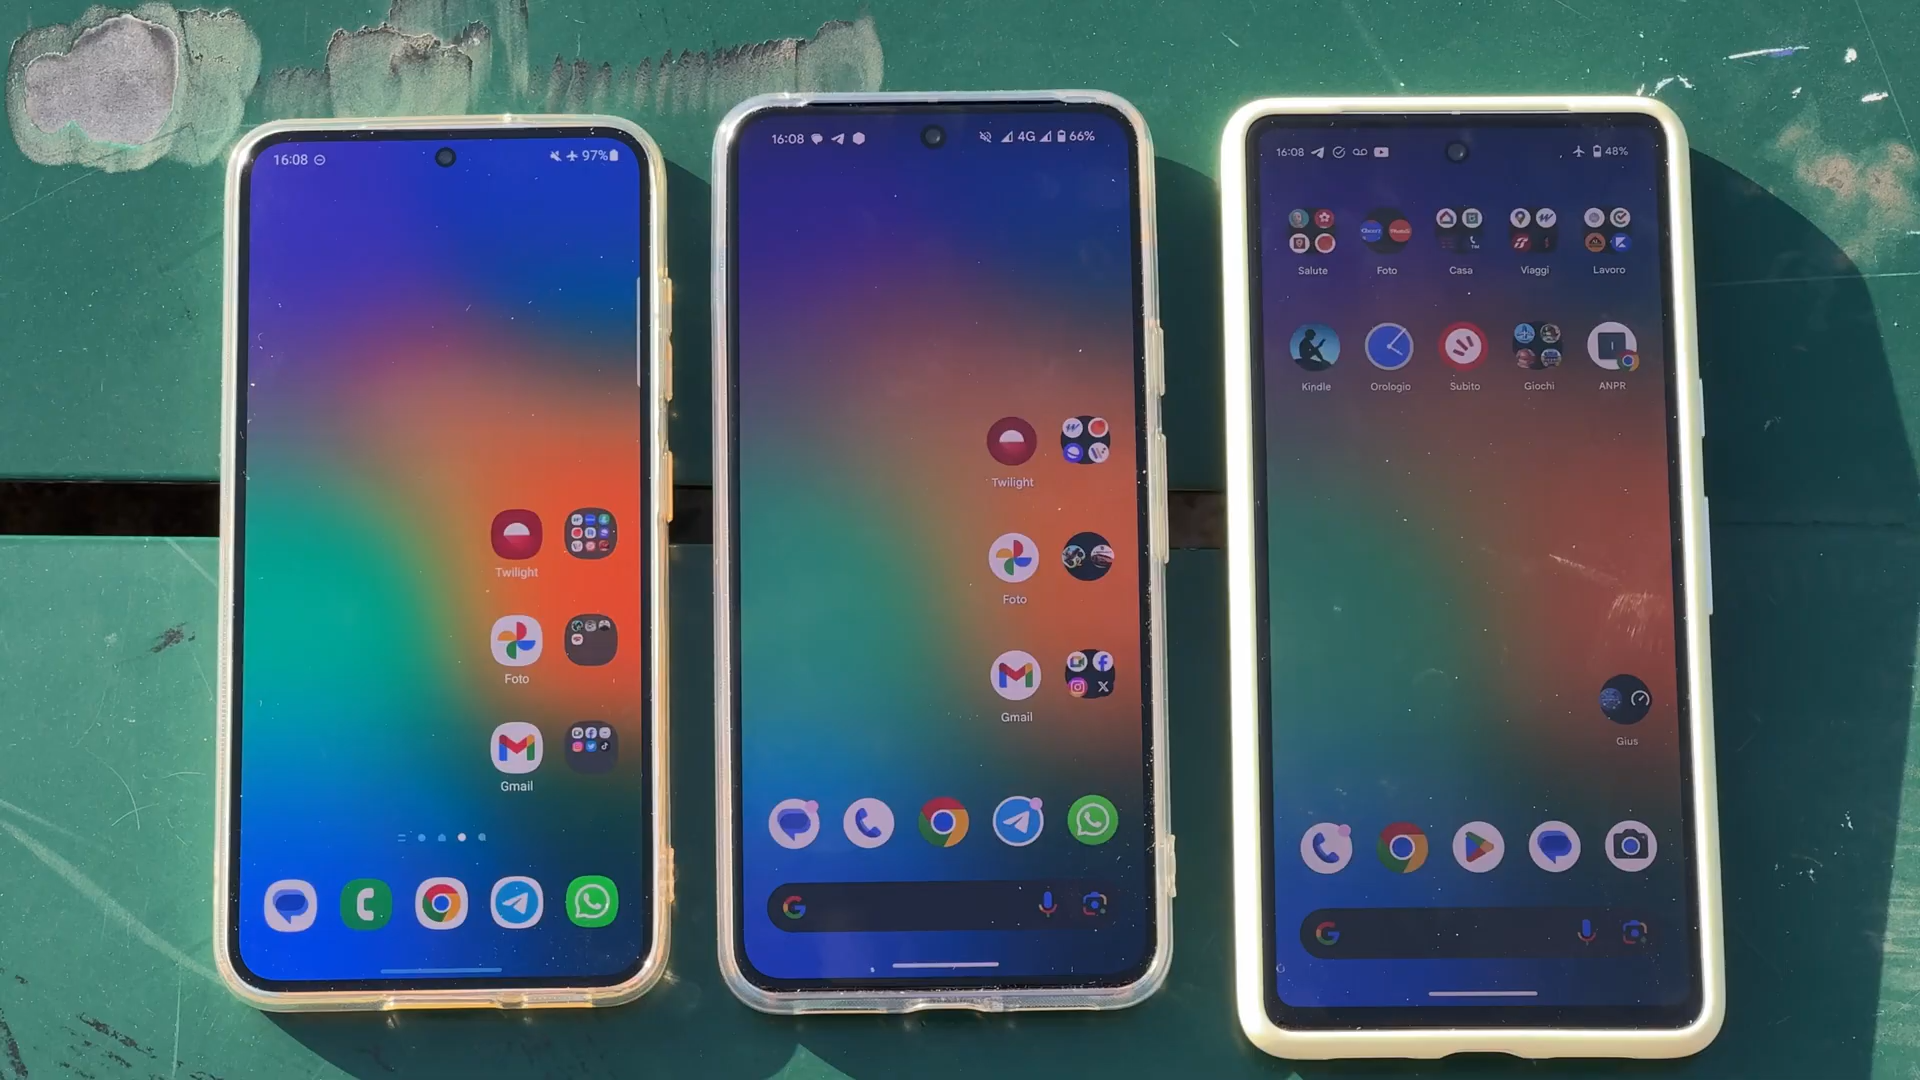 16:08 97%
Twilight
Foto
Gmail
16:08 4G 66%
Twilight
Foto
Gmail
16:08 48%
Salute Foto Casa Viaggi Lavoro
Kindle Orologio Subito Giochi ANPR
Gius